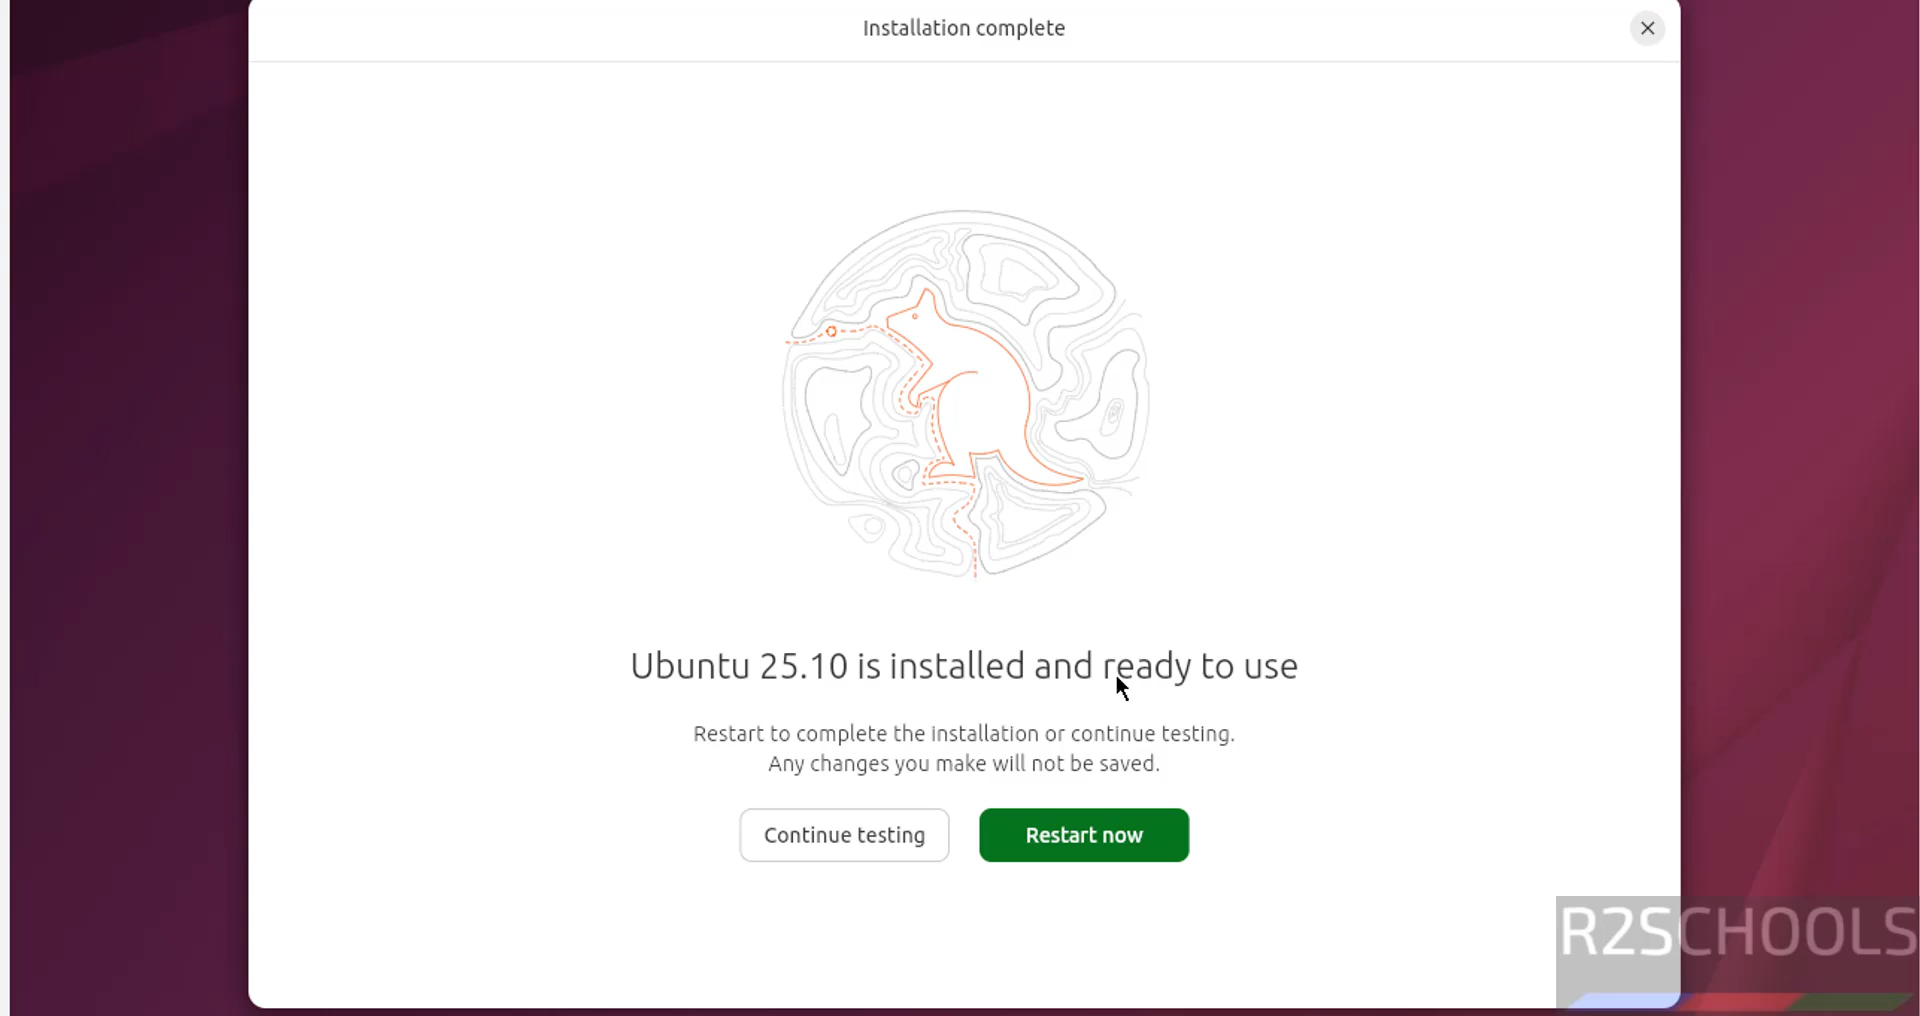 Installation complete
Ubuntu 25.10 is installed and ready to use
Restart to complete the installation or continue testing.
Any changes you make will not be saved.
Continue testing
Restart now
R2SCHOOLS